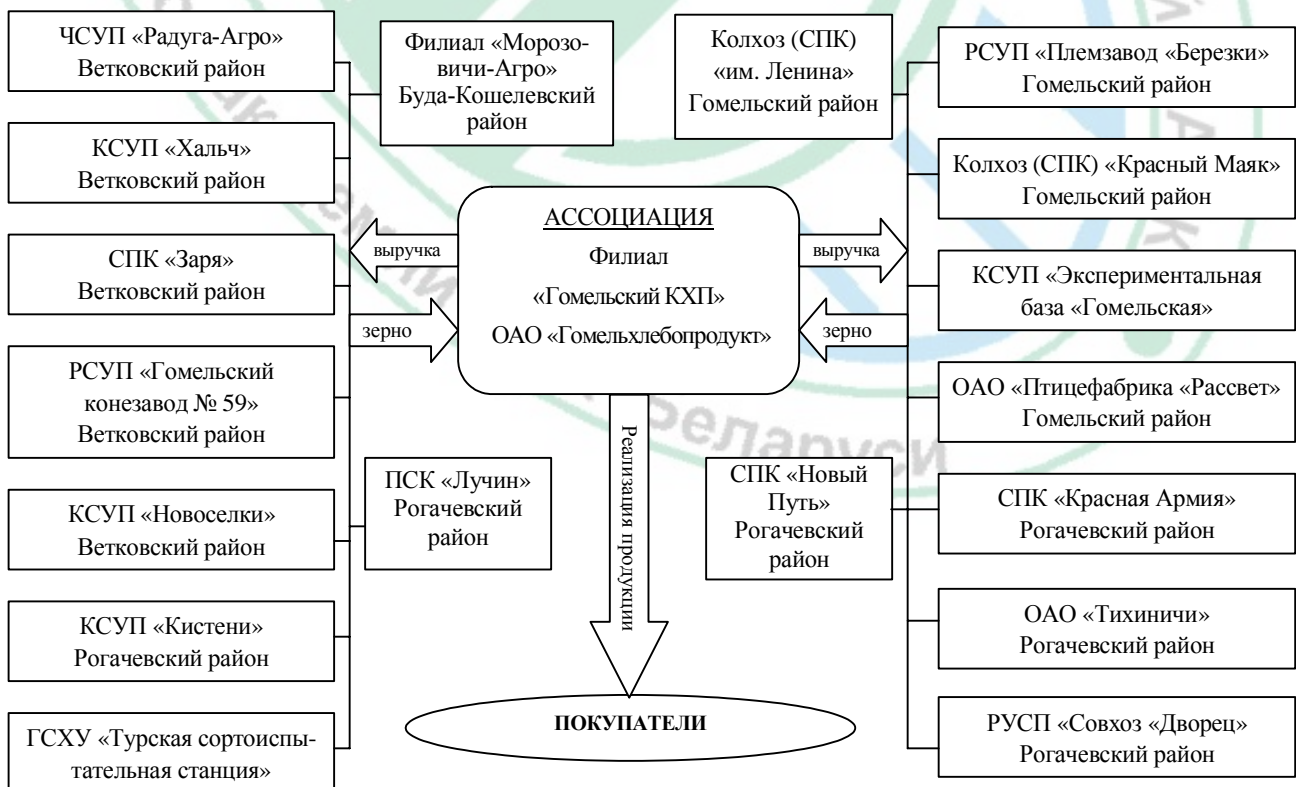 ЧСУП «Радуга-Агро»
Ветковский район
Филиал «Морозо-
вичи-Агро»
Буда-Кошелевский
район
Колхоз (СПК)
«им. Ленина»
Гомельский район
РСУП «Племзавод «Березки»
Гомельский район
КСУП «Хальч»
Ветковский район
Колхоз (СПК) «Красный Маяк»
Гомельский район
СПК «Заря»
Ветковский район
выручка
зерно
АССОЦИАЦИЯ
Филиал
«Гомельский КХП»
ОАО «Гомельхлебопродукт»
выручка
зерно
КСУП «Экспериментальная
база «Гомельская»
РСУП «Гомельский
конезавод № 59»
Ветковский район
ОАО «Птицефабрика «Рассвет»
Гомельский район
Реализация продукции
КСУП «Новоселки»
Ветковский район
ПСК «Лучин»
Рогачевский
район
СПК «Новый
Путь»
Рогачевский
район
СПК «Красная Армия»
Рогачевский район
КСУП «Кистени»
Рогачевский район
ОАО «Тихиничи»
Рогачевский район
ГСХУ «Турская сортоиспы-
тательная станция»
ПОКУПАТЕЛИ
РУСП «Совхоз «Дворец»
Рогачевский район
Беларуси